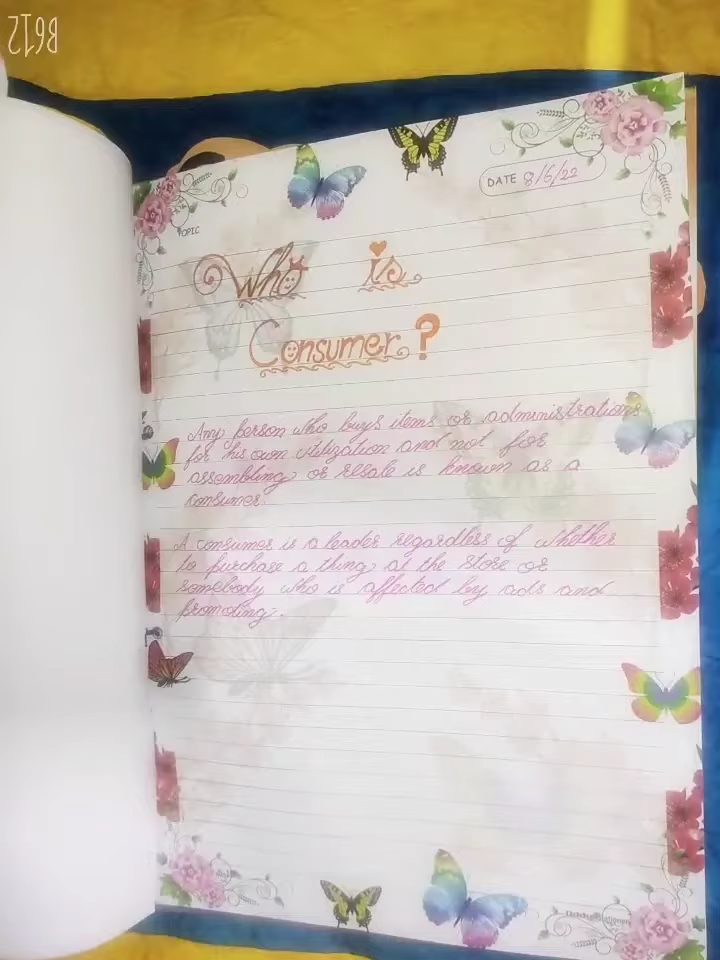 B612
DATE 8/6/22
TOPIC
Who is
Consumer?
Any person who buys items or administrations
for his own utilization and not for
assembling or resale is known as a
consumer.
A consumer is a leader regardless of whether
to purchase a thing at the store or
somebody who is affected by ads and
promoting.